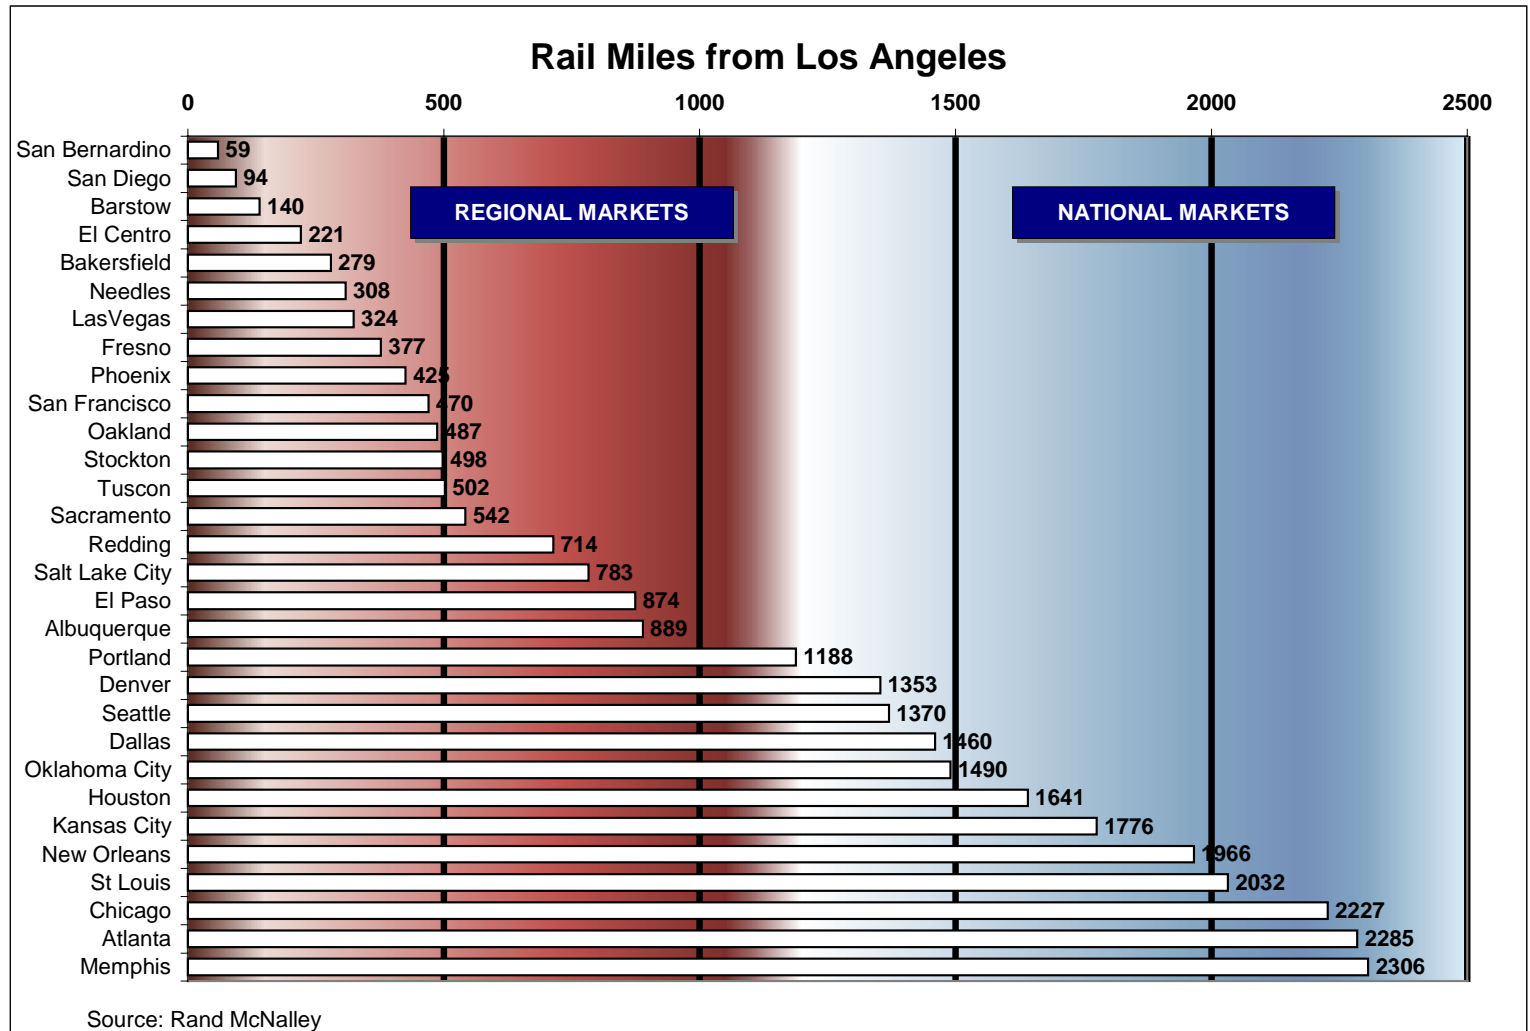 Rail Miles from Los Angeles
0 500 1000 1500 2000 2500
REGIONAL MARKETS NATIONAL MARKETS
San Bernardino 59
San Diego 94
Barstow 140
El Centro 221
Bakersfield 279
Needles 308
LasVegas 324
Fresno 377
Phoenix 425
San Francisco 470
Oakland 487
Stockton 498
Tuscon 502
Sacramento 542
Redding 714
Salt Lake City 783
El Paso 874
Albuquerque 889
Portland 1188
Denver 1353
Seattle 1370
Dallas 1460
Oklahoma City 1490
Houston 1641
Kansas City 1776
New Orleans 1966
St Louis 2032
Chicago 2227
Atlanta 2285
Memphis 2306
Source: Rand McNalley